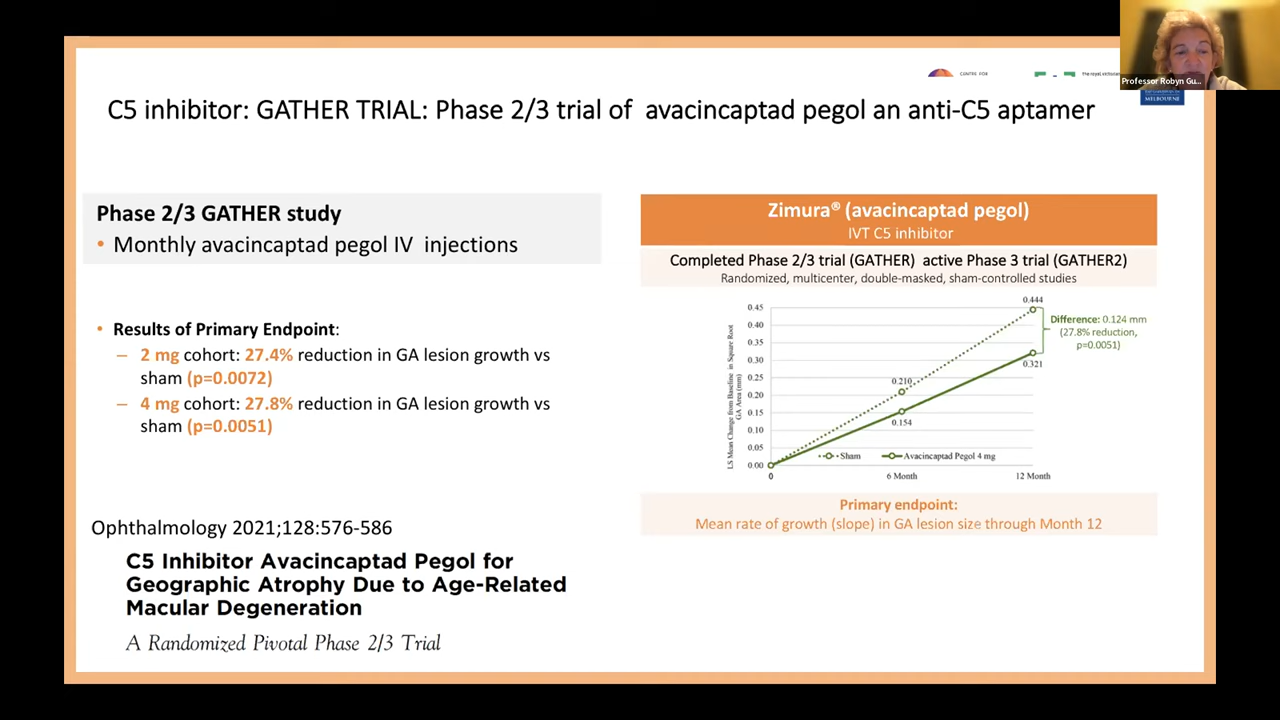 Professor Robyn Gu...
CENTRE FOR
MELBOURNE
C5 inhibitor: GATHER TRIAL: Phase 2/3 trial of avacincaptad pegol an anti-C5 aptamer
Phase 2/3 GATHER study
• Monthly avacincaptad pegol IV injections
• Results of Primary Endpoint:
– 2 mg cohort: 27.4% reduction in GA lesion growth vs
sham (p=0.0072)
– 4 mg cohort: 27.8% reduction in GA lesion growth vs
sham (p=0.0051)
Ophthalmology 2021;128:576-586
C5 Inhibitor Avacincaptad Pegol for
Geographic Atrophy Due to Age-Related
Macular Degeneration
A Randomized Pivotal Phase 2/3 Trial
Zimura® (avacincaptad pegol)
IVT C5 inhibitor
Completed Phase 2/3 trial (GATHER) active Phase 3 trial (GATHER2)
Randomized, multicenter, double-masked, sham-controlled studies
LS Mean Change from Baseline in Square Root
GA Area (mm)
0.45
0.40
0.35
0.30
0.25
0.20
0.15
0.10
0.05
0.00
0.444
0.321
0.210
0.154
Difference: 0.124 mm
(27.8% reduction,
p=0.0051)
Sham
Avacincaptad Pegol 4 mg
0
6 Month
12 Month
Primary endpoint:
Mean rate of growth (slope) in GA lesion size through Month 12